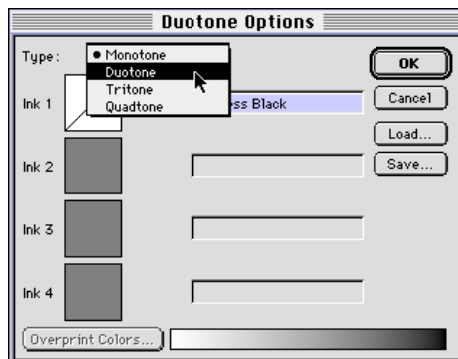 Duotone Options
Type:
• Monotone
Duotone
Tritone
Quadtone
OK
Cancel
Load...
Save...
Ink 1
ss Black
Ink 2
Ink 3
Ink 4
Overprint Colors...